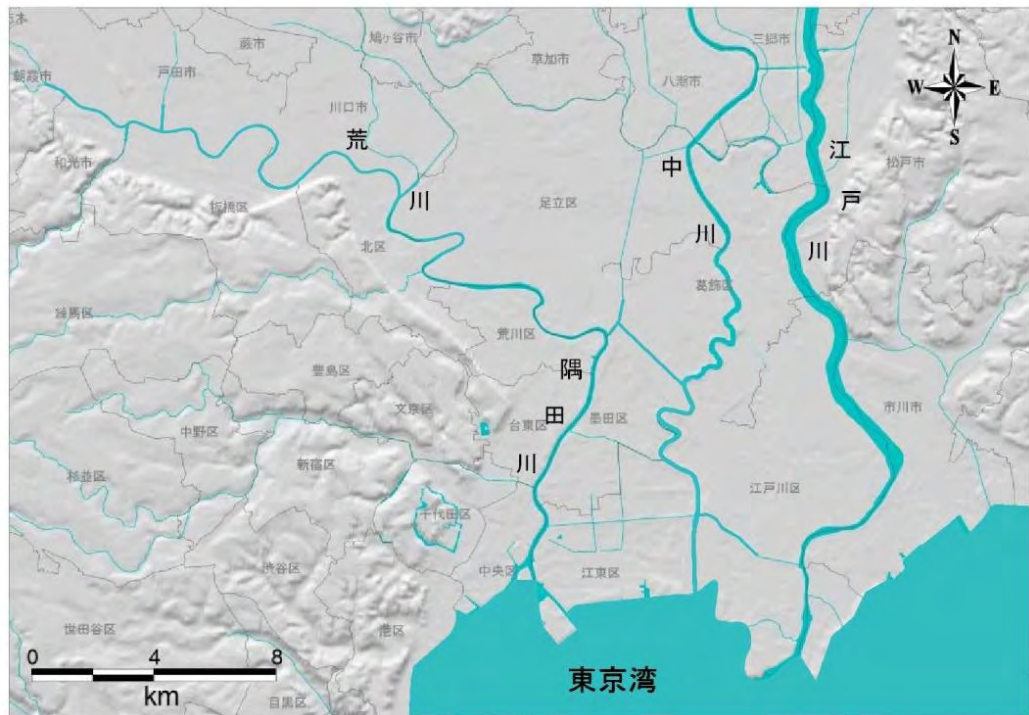 蕨市
鳩ヶ谷市
草加市
三郷市
戸田市
朝霞市
川口市
八潮市
N
W
E
S
荒川
中川
江戸川
松戸市
和光市
板橋区
北区
足立区
葛飾区
練馬区
荒川区
豊島区
隅田川
文京区
台東区
墨田区
市川市
中野区
新宿区
杉並区
千代田区
江戸川区
渋谷区
中央区
江東区
世田谷区
港区
0 4 8
km
目黒区
東京湾